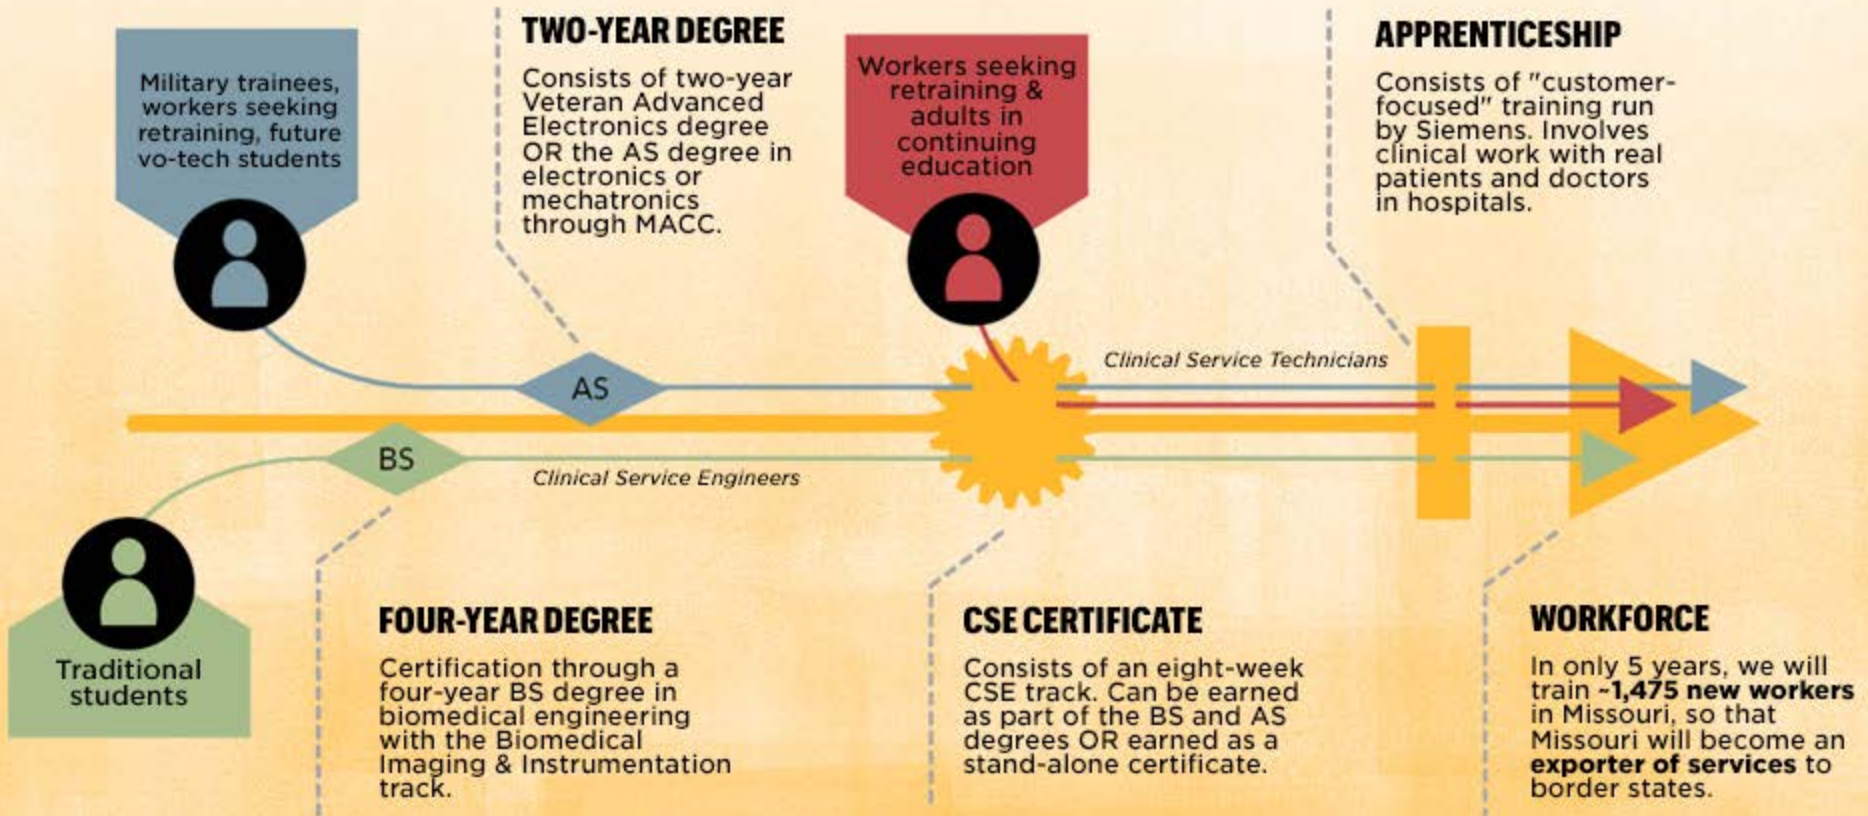 Military trainees,
workers seeking
retraining, future
vo-tech students
TWO-YEAR DEGREE
Consists of two-year
Veteran Advanced
Electronics degree
OR the AS degree in
electronics or
mechatronics
through MACC.
Workers seeking
retraining &
adults in
continuing
education
APPRENTICESHIP
Consists of "customer-
focused" training run
by Siemens. Involves
clinical work with real
patients and doctors
in hospitals.
Clinical Service Technicians
AS
BS
Clinical Service Engineers
Traditional
students
FOUR-YEAR DEGREE
Certification through a
four-year BS degree in
biomedical engineering
with the Biomedical
Imaging & Instrumentation
track.
CSE CERTIFICATE
Consists of an eight-week
CSE track. Can be earned
as part of the BS and AS
degrees OR earned as a
stand-alone certificate.
WORKFORCE
In only 5 years, we will
train ~1,475 new workers
in Missouri, so that
Missouri will become an
exporter of services to
border states.